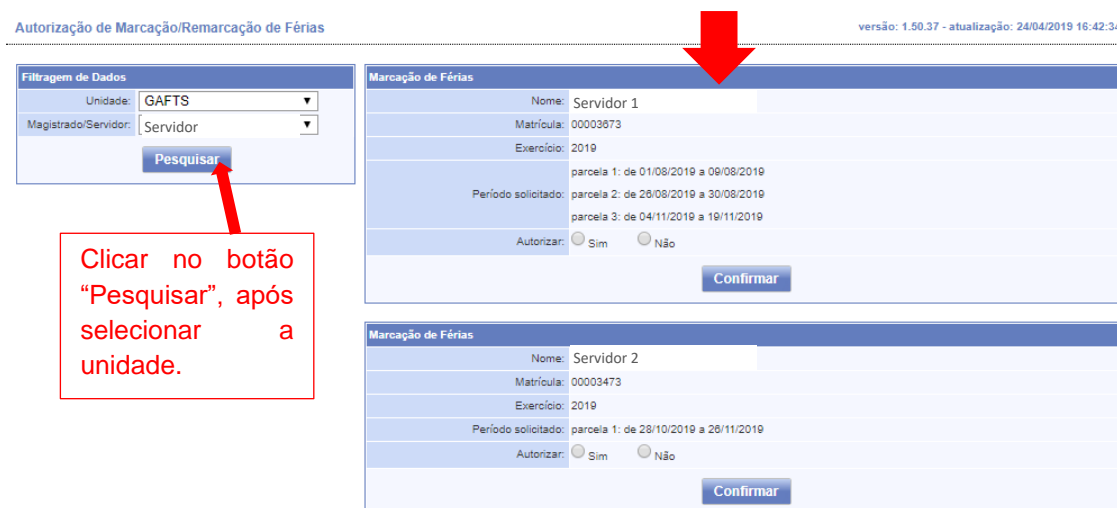 Autorização de Marcação/Remarcação de Férias
versão: 1.50.37 - atualização: 24/04/2019 16:42:34
Filtragem de Dados
Unidade: GAFTS
Magistrado/Servidor: Servidor
Pesquisar
Clicar no botão
“Pesquisar”, após
selecionar a
unidade.
Marcação de Férias
Nome: Servidor 1
Matrícula: 00003673
Exercício: 2019
Período solicitado: parcela 1: de 01/08/2019 a 09/08/2019
parcela 2: de 26/08/2019 a 30/08/2019
parcela 3: de 04/11/2019 a 19/11/2019
Autorizar: Sim Não
Confirmar
Marcação de Férias
Nome: Servidor 2
Matrícula: 00003473
Exercício: 2019
Período solicitado: parcela 1: de 28/10/2019 a 26/11/2019
Autorizar: Sim Não
Confirmar